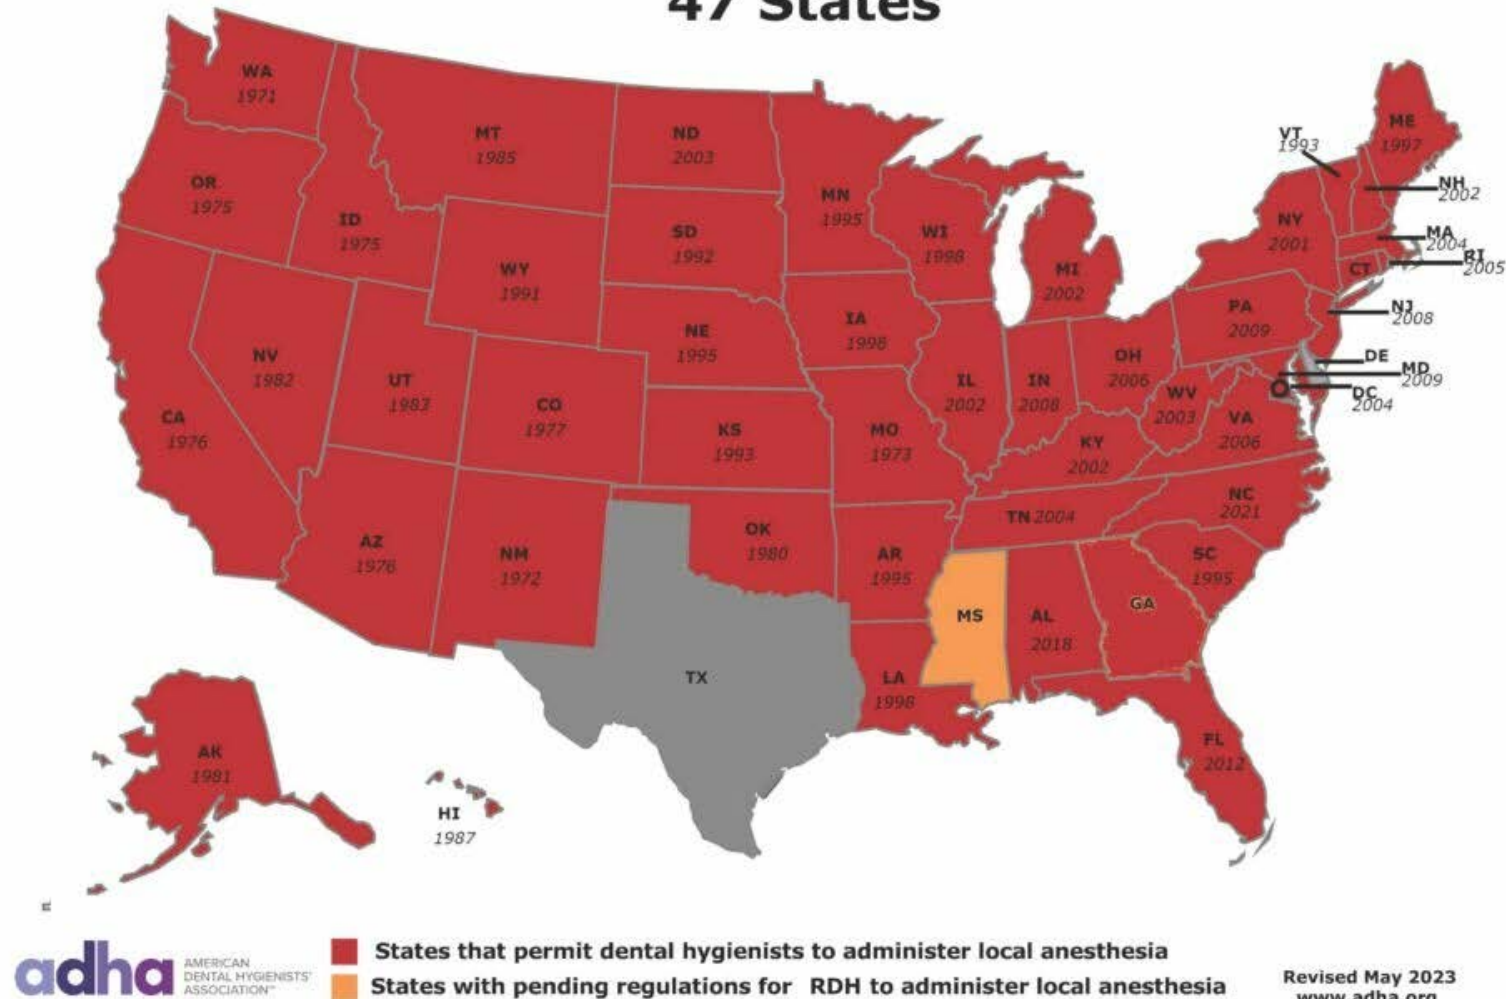 47 States
WA
1971
OR
1975
ID
1975
MT
1985
ND
2003
MN
1995
WI
1998
MI
2002
VT
1993
ME
1997
NH
2002
NY
2001
MA
2004
RI
2005
CT
WY
1991
SD
1992
NE
1995
IA
1998
IL
2002
IN
2008
OH
2006
PA
2009
NJ
2008
DE
MD
2009
DC
2004
NV
1982
UT
1983
CO
1977
CA
1976
KS
1993
MO
1973
KY
2002
WV
2003
VA
2006
NC
2021
TN 2004
AZ
1976
NM
1972
OK
1980
AR
1995
SC
1995
MS
AL
2018
GA
TX
LA
1998
FL
2012
AK
1981
HI
1987
adha AMERICAN
DENTAL HYGIENISTS'
ASSOCIATION™
States that permit dental hygienists to administer local anesthesia
States with pending regulations for RDH to administer local anesthesia
Revised May 2023
www.adha.org